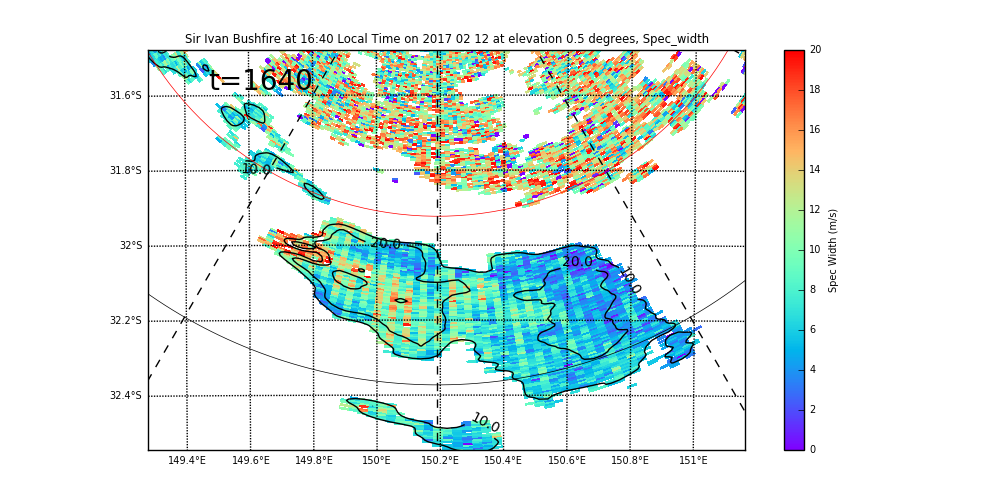 Sir Ivan Bushfire at 16:40 Local Time on 2017 02 12 at elevation 0.5 degrees, Spec_width
t=1640
31.6°S
31.8°S
32°S
32.2°S
32.4°S
10.0
20.0
20.0
10.0
10.0
149.4°E 149.6°E 149.8°E 150°E 150.2°E 150.4°E 150.6°E 150.8°E 151°E
20
18
16
14
12
10
8
6
4
2
0
Spec Width (m/s)